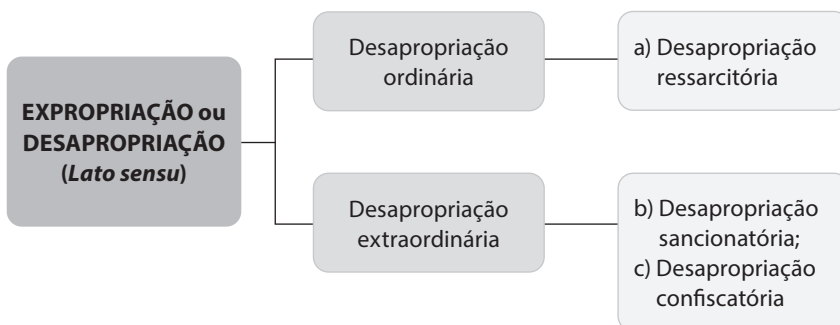 EXPROPRIAÇÃO ou
DESAPROPRIAÇÃO
(Lato sensu)
Desapropriação
ordinária
a) Desapropriação
ressarcitória
Desapropriação
extraordinária
b) Desapropriação
sancionatória;
c) Desapropriação
confiscatória